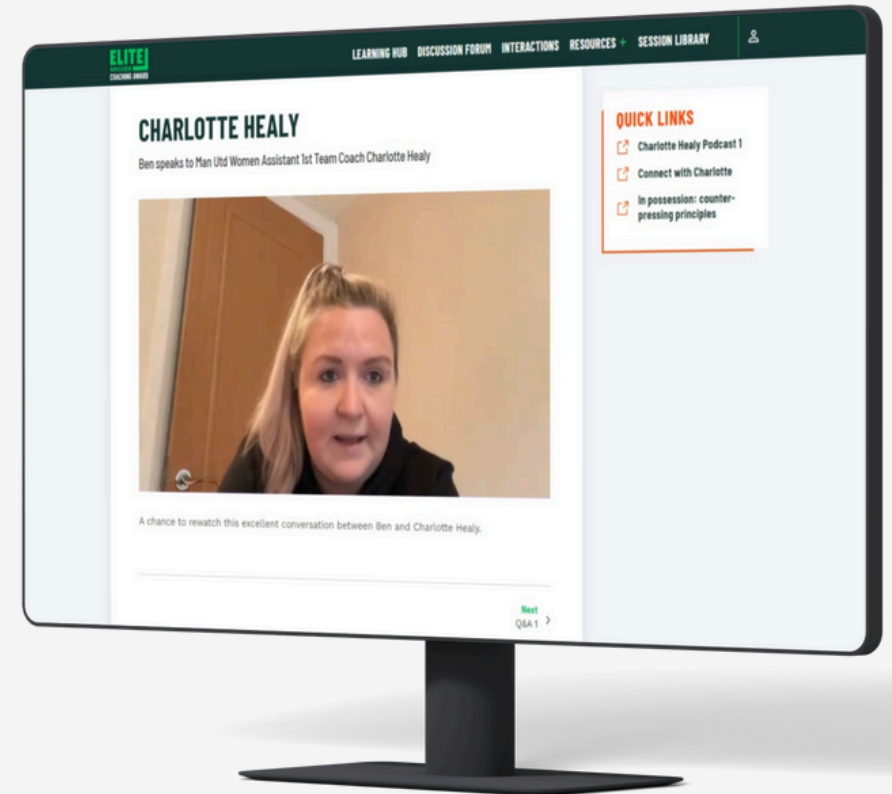 ELITE
SOCCER
COACHING AWARD
LEARNING HUB DISCUSSION FORUM INTERACTIONS RESOURCES + SESSION LIBRARY
CHARLOTTE HEALY
Ben speaks to Man Utd Women Assistant 1st Team Coach Charlotte Healy
A chance to rewatch this excellent conversation between Ben and Charlotte Healy.
Next
Q&A 1
QUICK LINKS
Charlotte Healy Podcast 1
Connect with Charlotte
In possession: counter-
pressing principles